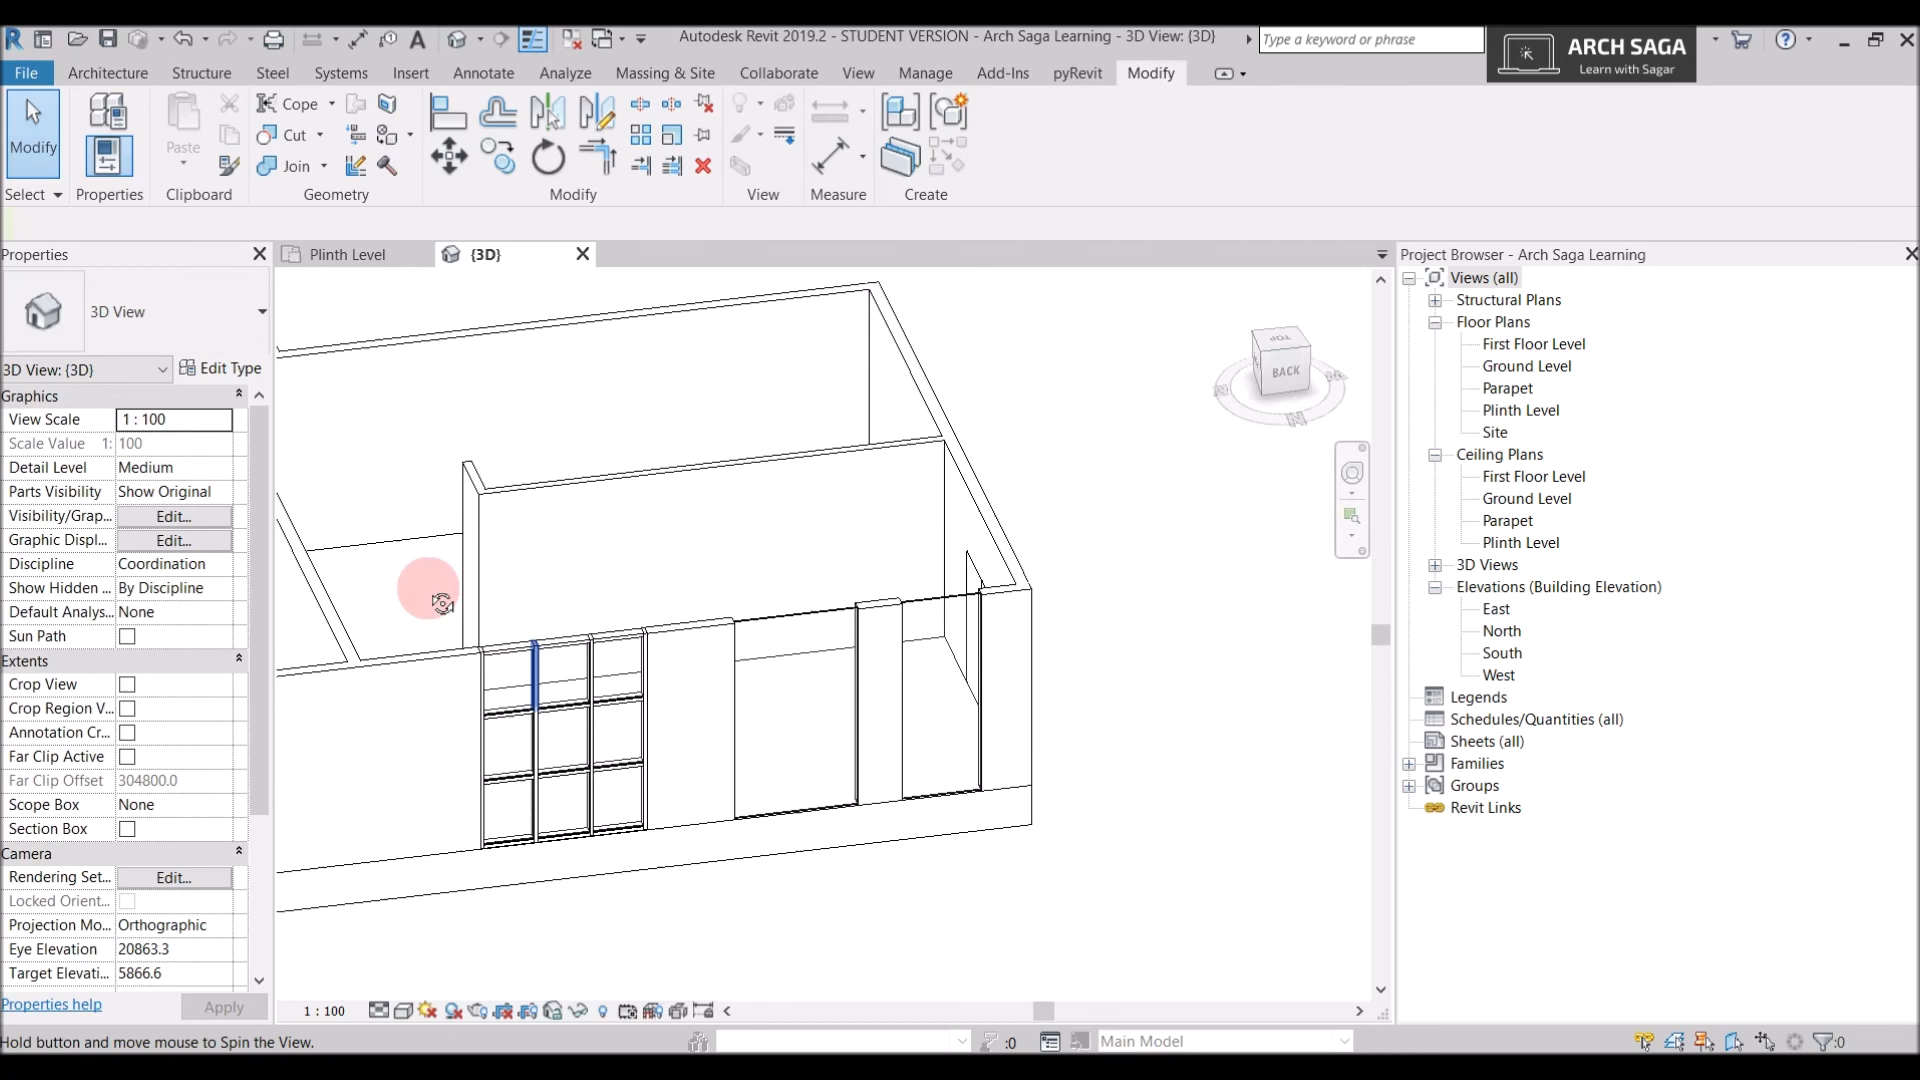 Autodesk Revit 2019.2 - STUDENT VERSION - Arch Saga Learning - 3D View: {3D}
Type a keyword or phrase
ARCH SAGA
Learn with Sagar
File Architecture Structure Steel Systems Insert Annotate Analyze Massing & Site Collaborate View Manage Add-Ins pyRevit Modify
Modify
Paste
Cope
Cut
Join
Select Properties Clipboard Geometry Modify View Measure Create
Properties
Plinth Level
{3D}
Project Browser - Arch Saga Learning
3D View
3D View: {3D}
Edit Type
Graphics
View Scale 1 : 100
Scale Value 1: 100
Detail Level Medium
Parts Visibility Show Original
Visibility/Grap... Edit...
Graphic Displ... Edit...
Discipline Coordination
Show Hidden ... By Discipline
Default Analys... None
Sun Path
Extents
Crop View
Crop Region V...
Annotation Cr...
Far Clip Active
Far Clip Offset 304800.0
Scope Box None
Section Box
Camera
Rendering Set... Edit...
Locked Orient...
Projection Mo... Orthographic
Eye Elevation 20863.3
Target Elevati... 5866.6
Properties help
Apply
TOP
BACK
Views (all)
Structural Plans
Floor Plans
First Floor Level
Ground Level
Parapet
Plinth Level
Site
Ceiling Plans
First Floor Level
Ground Level
Parapet
Plinth Level
3D Views
Elevations (Building Elevation)
East
North
South
West
Legends
Schedules/Quantities (all)
Sheets (all)
Families
Groups
Revit Links
1 : 100
Hold button and move mouse to Spin the View.
:0
Main Model
:0